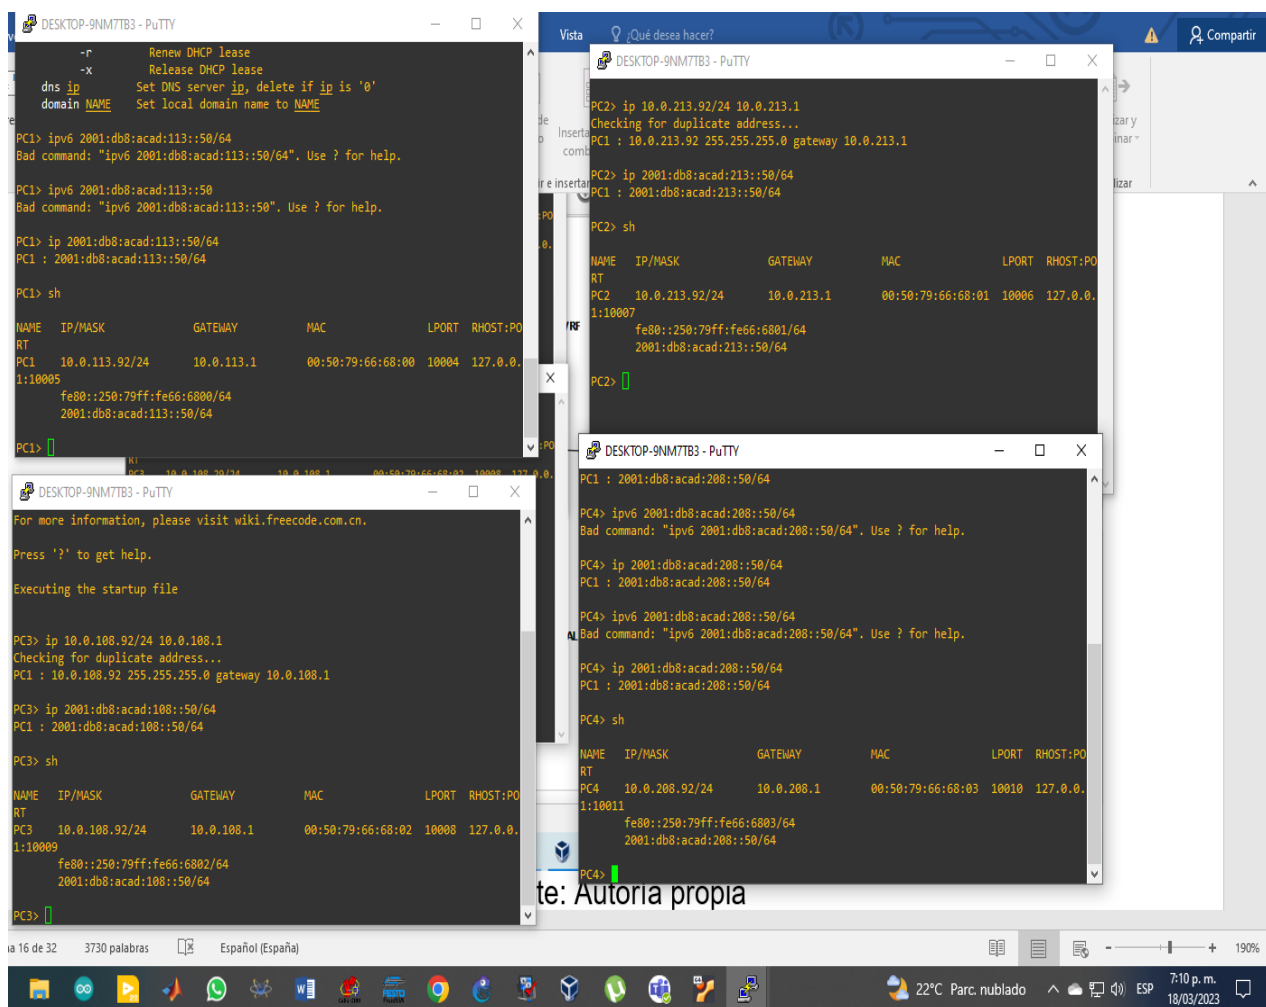 DESKTOP-9NM7TB3 - PuTTY
-r Renew DHCP lease
-x Release DHCP lease
dns ip Set DNS server ip, delete if ip is '0'
domain NAME Set local domain name to NAME
PC1> ipv6 2001:db8:acad:113::50/64
Bad command: "ipv6 2001:db8:acad:113::50/64". Use ? for help.
PC1> ipv6 2001:db8:acad:113::50
Bad command: "ipv6 2001:db8:acad:113::50". Use ? for help.
PC1> ip 2001:db8:acad:113::50/64
PC1 : 2001:db8:acad:113::50/64
PC1> sh
NAME IP/MASK GATEWAY MAC LPORT RHOST:PO
RT
PC1 10.0.113.92/24 10.0.113.1 00:50:79:66:68:00 10004 127.0.0.
1:10005
fe80::250:79ff:fe66:6800/64
2001:db8:acad:113::50/64
PC1>
Vista ¿Qué desea hacer? Compartir
DESKTOP-9NM7TB3 - PuTTY
PC2> ip 10.0.213.92/24 10.0.213.1
Checking for duplicate address...
PC1 : 10.0.213.92 255.255.255.0 gateway 10.0.213.1
PC2> ip 2001:db8:acad:213::50/64
PC1 : 2001:db8:acad:213::50/64
PC2> sh
NAME IP/MASK GATEWAY MAC LPORT RHOST:PO
RT
PC2 10.0.213.92/24 10.0.213.1 00:50:79:66:68:01 10006 127.0.0.
1:10007
fe80::250:79ff:fe66:6801/64
2001:db8:acad:213::50/64
PC2>
DESKTOP-9NM7TB3 - PuTTY
For more information, please visit wiki.freecode.com.cn.
Press '?' to get help.
Executing the startup file
PC3> ip 10.0.108.92/24 10.0.108.1
Checking for duplicate address...
PC1 : 10.0.108.92 255.255.255.0 gateway 10.0.108.1
PC3> ip 2001:db8:acad:108::50/64
PC1 : 2001:db8:acad:108::50/64
PC3> sh
NAME IP/MASK GATEWAY MAC LPORT RHOST:PO
RT
PC3 10.0.108.92/24 10.0.108.1 00:50:79:66:68:02 10008 127.0.0.
1:10009
fe80::250:79ff:fe66:6802/64
2001:db8:acad:108::50/64
PC3>
DESKTOP-9NM7TB3 - PuTTY
PC1 : 2001:db8:acad:208::50/64
PC4> ipv6 2001:db8:acad:208::50/64
Bad command: "ipv6 2001:db8:acad:208::50/64". Use ? for help.
PC4> ip 2001:db8:acad:208::50/64
PC1 : 2001:db8:acad:208::50/64
PC4> ipv6 2001:db8:acad:208::50/64
Bad command: "ipv6 2001:db8:acad:208::50/64". Use ? for help.
PC4> ip 2001:db8:acad:208::50/64
PC1 : 2001:db8:acad:208::50/64
PC4> sh
NAME IP/MASK GATEWAY MAC LPORT RHOST:PO
RT
PC4 10.0.208.92/24 10.0.208.1 00:50:79:66:68:03 10010 127.0.0.
1:10011
fe80::250:79ff:fe66:6803/64
2001:db8:acad:208::50/64
PC4>
te: Autoría propia
na 16 de 32 3730 palabras Español (España) 190%
22°C Parc. nublado ESP 7:10 p. m.
18/03/2023